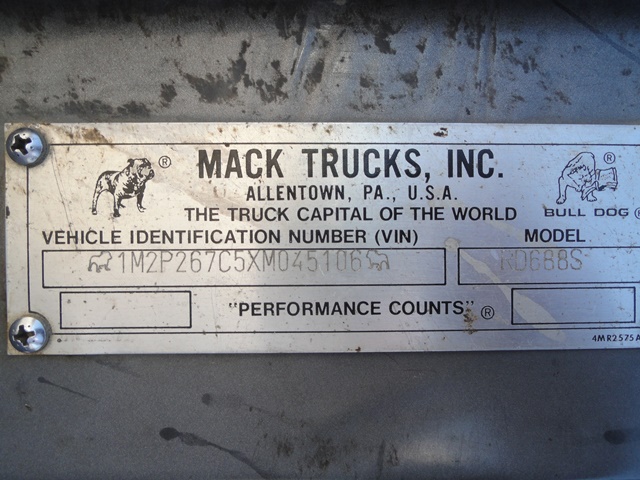 ®
MACK TRUCKS, INC.
®
ALLENTOWN, PA., U.S.A.
THE TRUCK CAPITAL OF THE WORLD
BULL DOG ®
VEHICLE IDENTIFICATION NUMBER (VIN)
MODEL
1M2P267C5XM045106
RD688S
"PERFORMANCE COUNTS" ®
4MR2575A